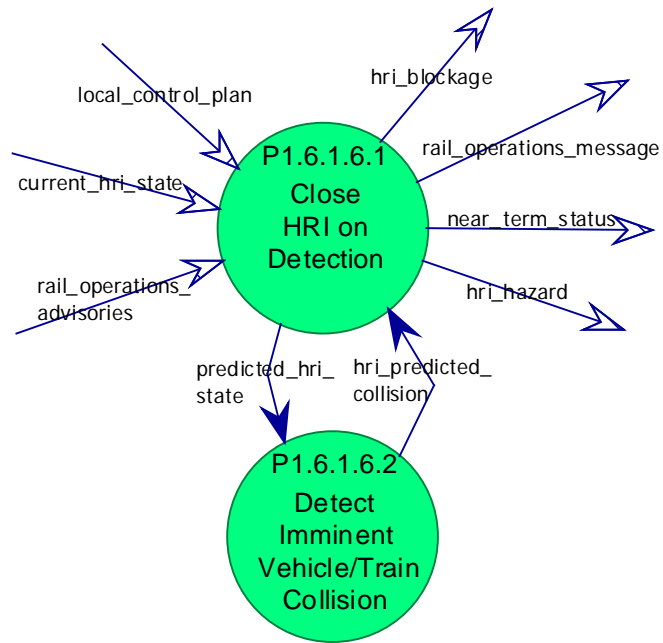 hri_blockage
local_control_plan
P1.6.1.6.1
rail_operations_message
current_hri_state
Close
HRI on
near_term_status
Detection
rail_operations_
advisories
hri_hazard
predicted_hri_
state
hri_predicted_
collision
P1.6.1.6.2
Detect
Imminent
Vehicle/Train
Collision